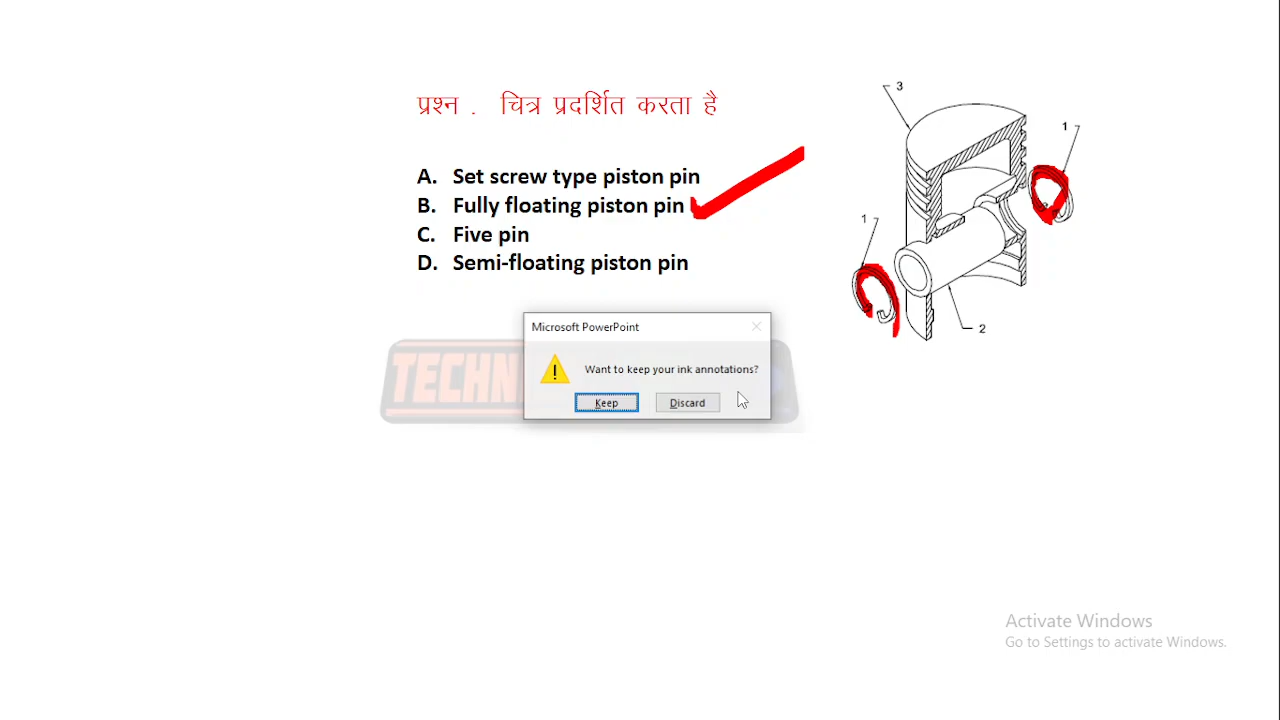 प्रश्न . चित्र प्रदर्शित करता है
A. Set screw type piston pin
B. Fully floating piston pin
C. Five pin
D. Semi-floating piston pin
3
1
1
2
Microsoft PowerPoint
TECHN
Want to keep your ink annotations?
Keep Discard
Activate Windows
Go to Settings to activate Windows.